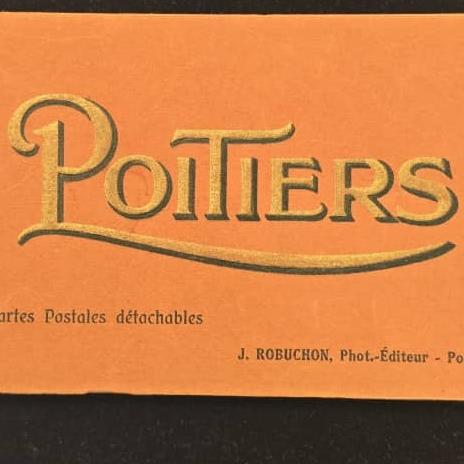 POITIERS
artes Postales détachables
J. ROBUCHON, Phot.-Éditeur - Po